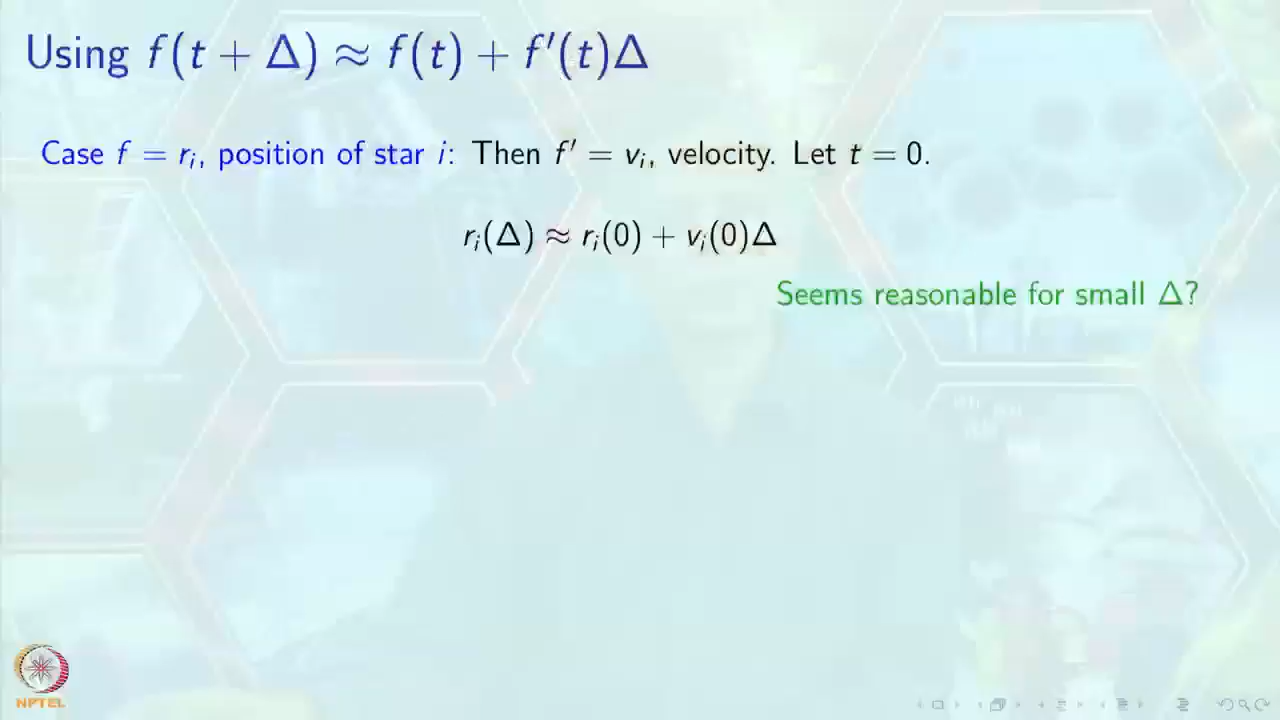 Using f(t + Δ) ≈ f(t) + f′(t)Δ
Case f = rᵢ, position of star i: Then f′ = vᵢ, velocity. Let t = 0.
rᵢ(Δ) ≈ rᵢ(0) + vᵢ(0)Δ
Seems reasonable for small Δ?
NPTEL